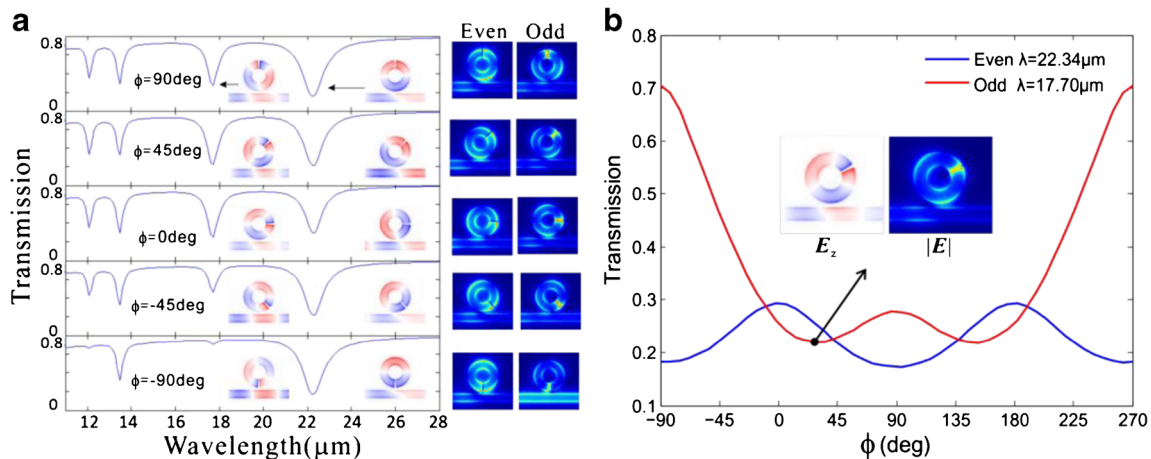 a
Even Odd
0.8
ϕ=90deg
0
0.8
ϕ=45deg
0
0.8
ϕ=0deg
0
0.8
ϕ=-45deg
0
0.8
ϕ=-90deg
0
Transmission
12 14 16 18 20 22 24 26 28
Wavelength(μm)
b
0.8
0.7
0.6
0.5
0.4
0.3
0.2
0.1
Transmission
Even λ=22.34μm
Odd λ=17.70μm
E_z |E|
−90 −45 0 45 90 135 180 225 270
ϕ (deg)